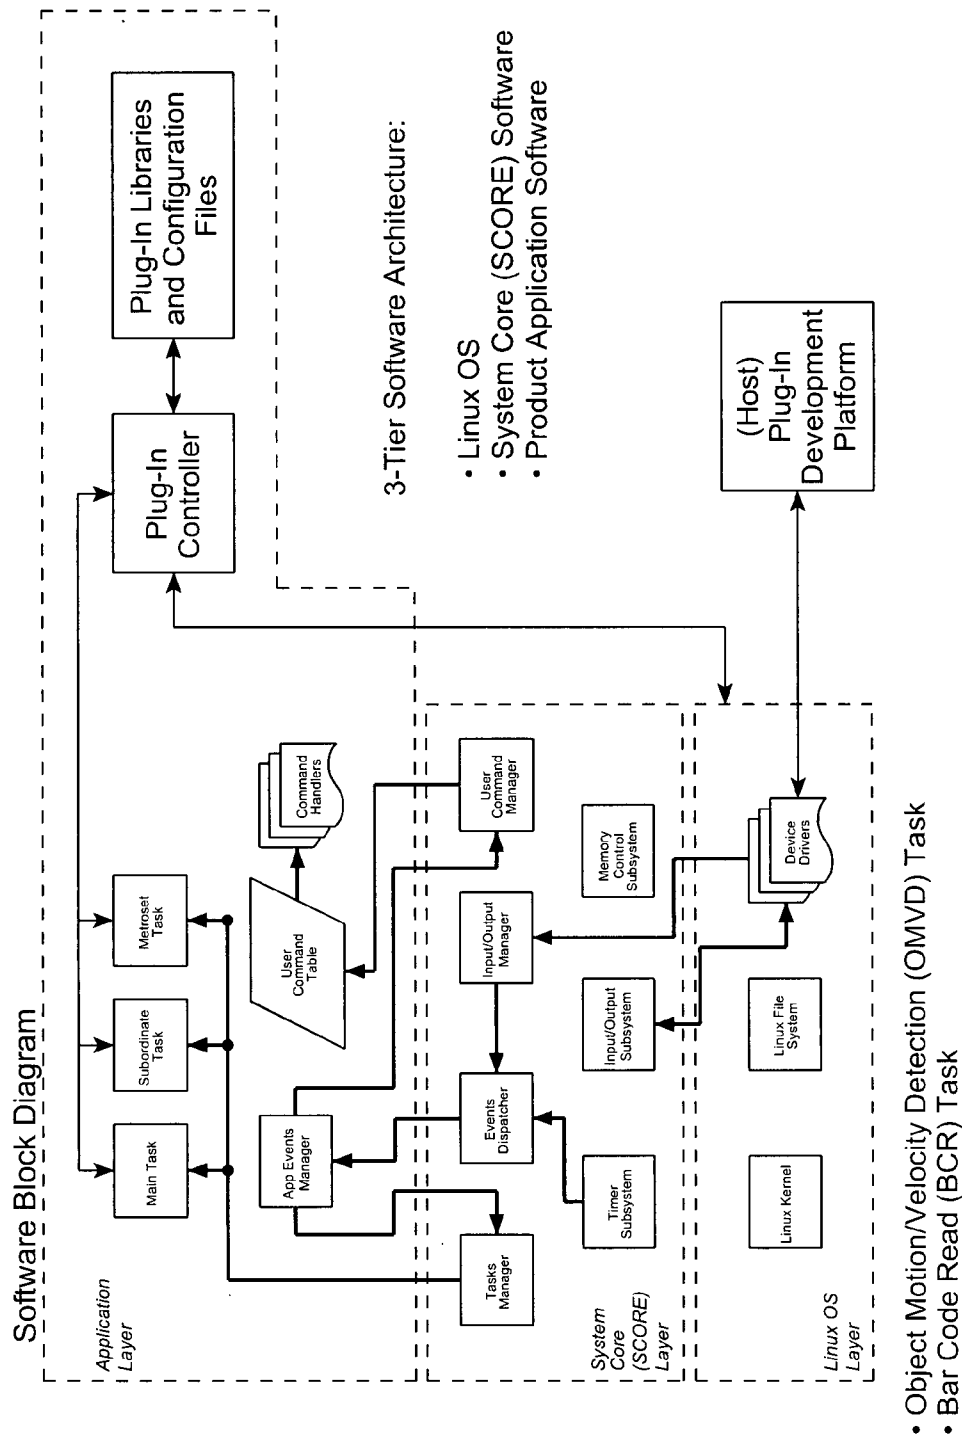 Software Block Diagram
Application
Layer
Main Task
Subordinate
Task
Metroset
Task
Plug-In
Controller
Plug-In Libraries
and Configuration
Files
App Events
Manager
User
Command
Table
Command
Handlers
3-Tier Software Architecture:
• Linux OS
• System Core (SCORE) Software
• Product Application Software
Tasks
Manager
Events
Dispatcher
Input/Output
Manager
User
Command
Manager
System
Core
(SCORE)
Layer
Timer
Subsystem
Input/Output
Subsystem
Memory
Control
Subsystem
Linux OS
Layer
Linux Kernel
Linux File
System
Device
Drivers
(Host)
Plug-In
Development
Platform
• Object Motion/Velocity Detection (OMVD) Task
• Bar Code Read (BCR) Task